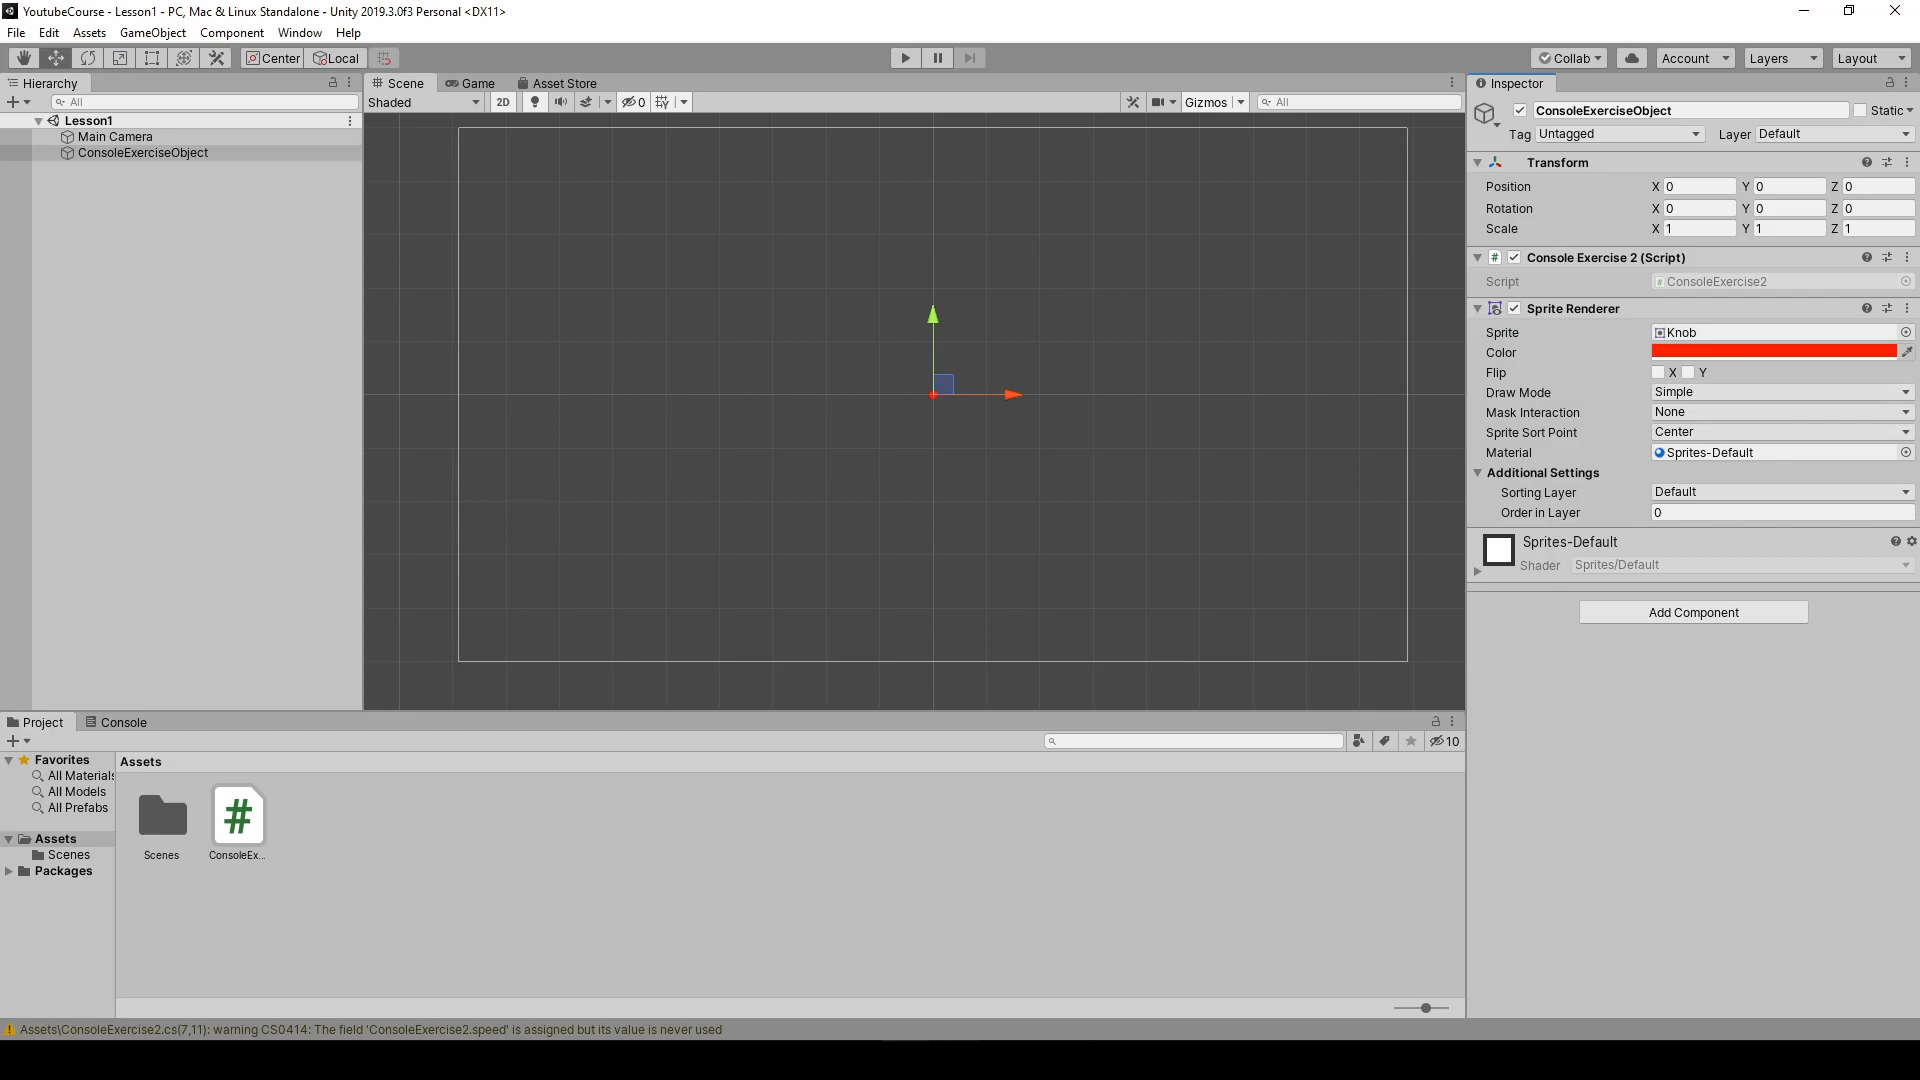 YoutubeCourse - Lesson1 - PC, Mac & Linux Standalone - Unity 2019.3.0f3 Personal <DX11>
File Edit Assets GameObject Component Window Help
Center Local Collab Account Layers Layout
Hierarchy
All
Lesson1
Main Camera
ConsoleExerciseObject
Scene Game Asset Store
Shaded 2D 0 Gizmos All
Inspector
ConsoleExerciseObject Static
Tag Untagged Layer Default
Transform
Position X 0 Y 0 Z 0
Rotation X 0 Y 0 Z 0
Scale X 1 Y 1 Z 1
# Console Exercise 2 (Script)
Script # ConsoleExercise2
Sprite Renderer
Sprite Knob
Color
Flip X Y
Draw Mode Simple
Mask Interaction None
Sprite Sort Point Center
Material Sprites-Default
Additional Settings
Sorting Layer Default
Order in Layer 0
Sprites-Default
Shader Sprites/Default
Add Component
Project Console
10
Favorites
All Materials
All Models
All Prefabs
Assets
Scenes
Packages
Assets
#
Scenes ConsoleEx...
Assets\ConsoleExercise2.cs(7,11): warning CS0414: The field 'ConsoleExercise2.speed' is assigned but its value is never used